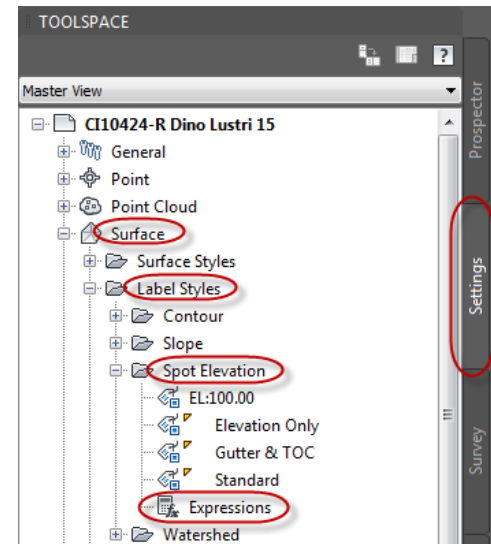 TOOLSPACE
?
Master View
CI10424-R Dino Lustri 15
General
Point
Point Cloud
Surface
Surface Styles
Label Styles
Contour
Slope
Spot Elevation
EL:100.00
Elevation Only
Gutter & TOC
Standard
Expressions
Watershed
Prospector
Settings
Survey